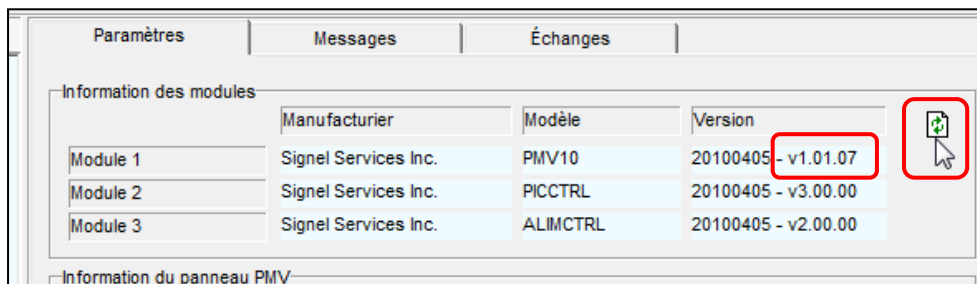 Paramètres Messages Échanges
Information des modules
Manufacturier Modèle Version
Module 1 Signel Services Inc. PMV10 20100405 - v1.01.07
Module 2 Signel Services Inc. PICCTRL 20100405 - v3.00.00
Module 3 Signel Services Inc. ALIMCTRL 20100405 - v2.00.00
Information du panneau PMV